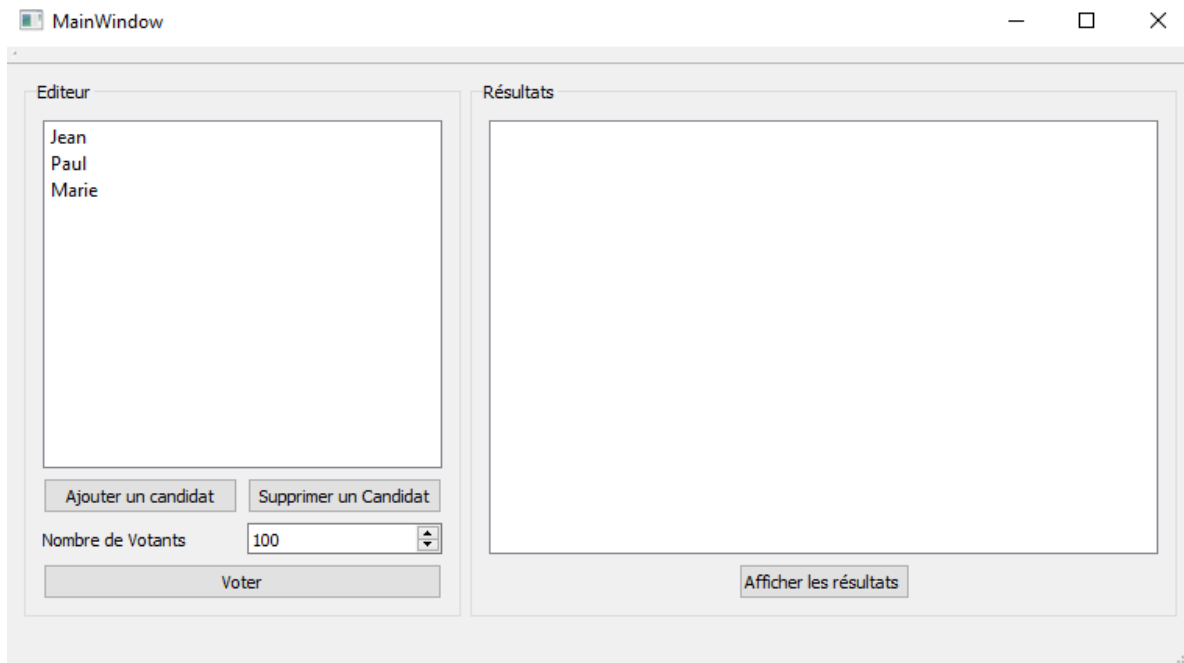 MainWindow
Editeur
Jean
Paul
Marie
Ajouter un candidat
Supprimer un Candidat
Nombre de Votants
100
Voter
Résultats
Afficher les résultats